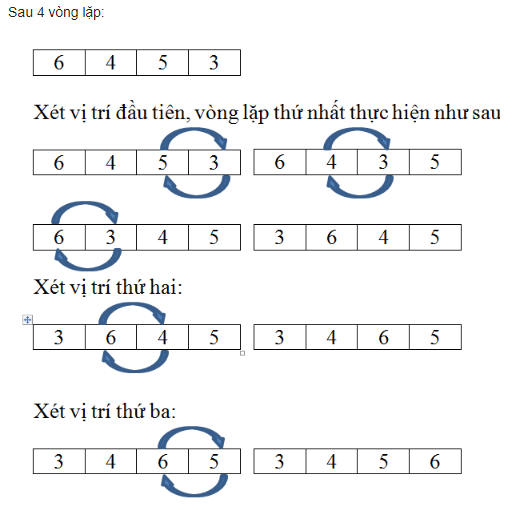 Sau 4 vòng lặp:
6 4 5 3
Xét vị trí đầu tiên, vòng lặp thứ nhất thực hiện như sau
6 4 5 3 6 4 3 5
6 3 4 5 3 6 4 5
Xét vị trí thứ hai:
3 6 4 5 3 4 6 5
Xét vị trí thứ ba:
3 4 6 5 3 4 5 6